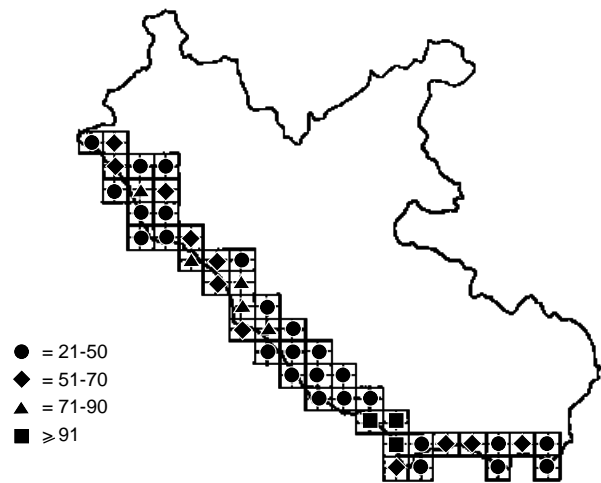 = 21-50
= 51-70
= 71-90
⩾ 91